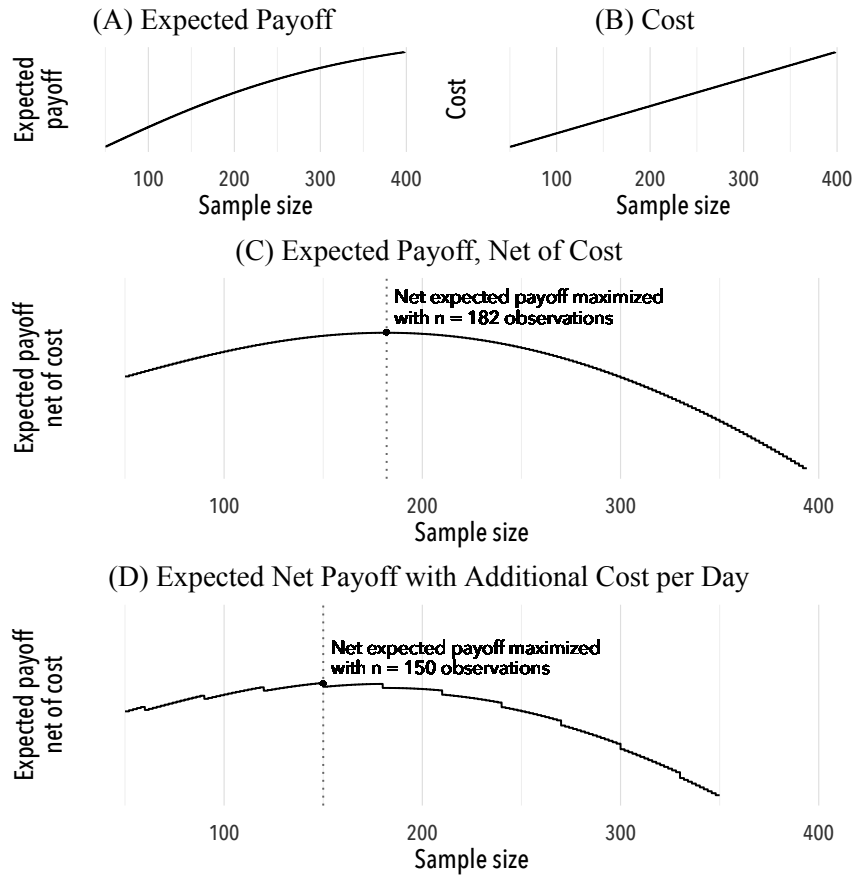 (A) Expected Payoff
(B) Cost
Expected
payoff
Cost
100 200 300 400
100 200 300 400
Sample size
Sample size
(C) Expected Payoff, Net of Cost
Expected payoff
net of cost
Net expected payoff maximized
with n = 182 observations
100 200 300 400
Sample size
(D) Expected Net Payoff with Additional Cost per Day
Expected payoff
net of cost
Net expected payoff maximized
with n = 150 observations
100 200 300 400
Sample size